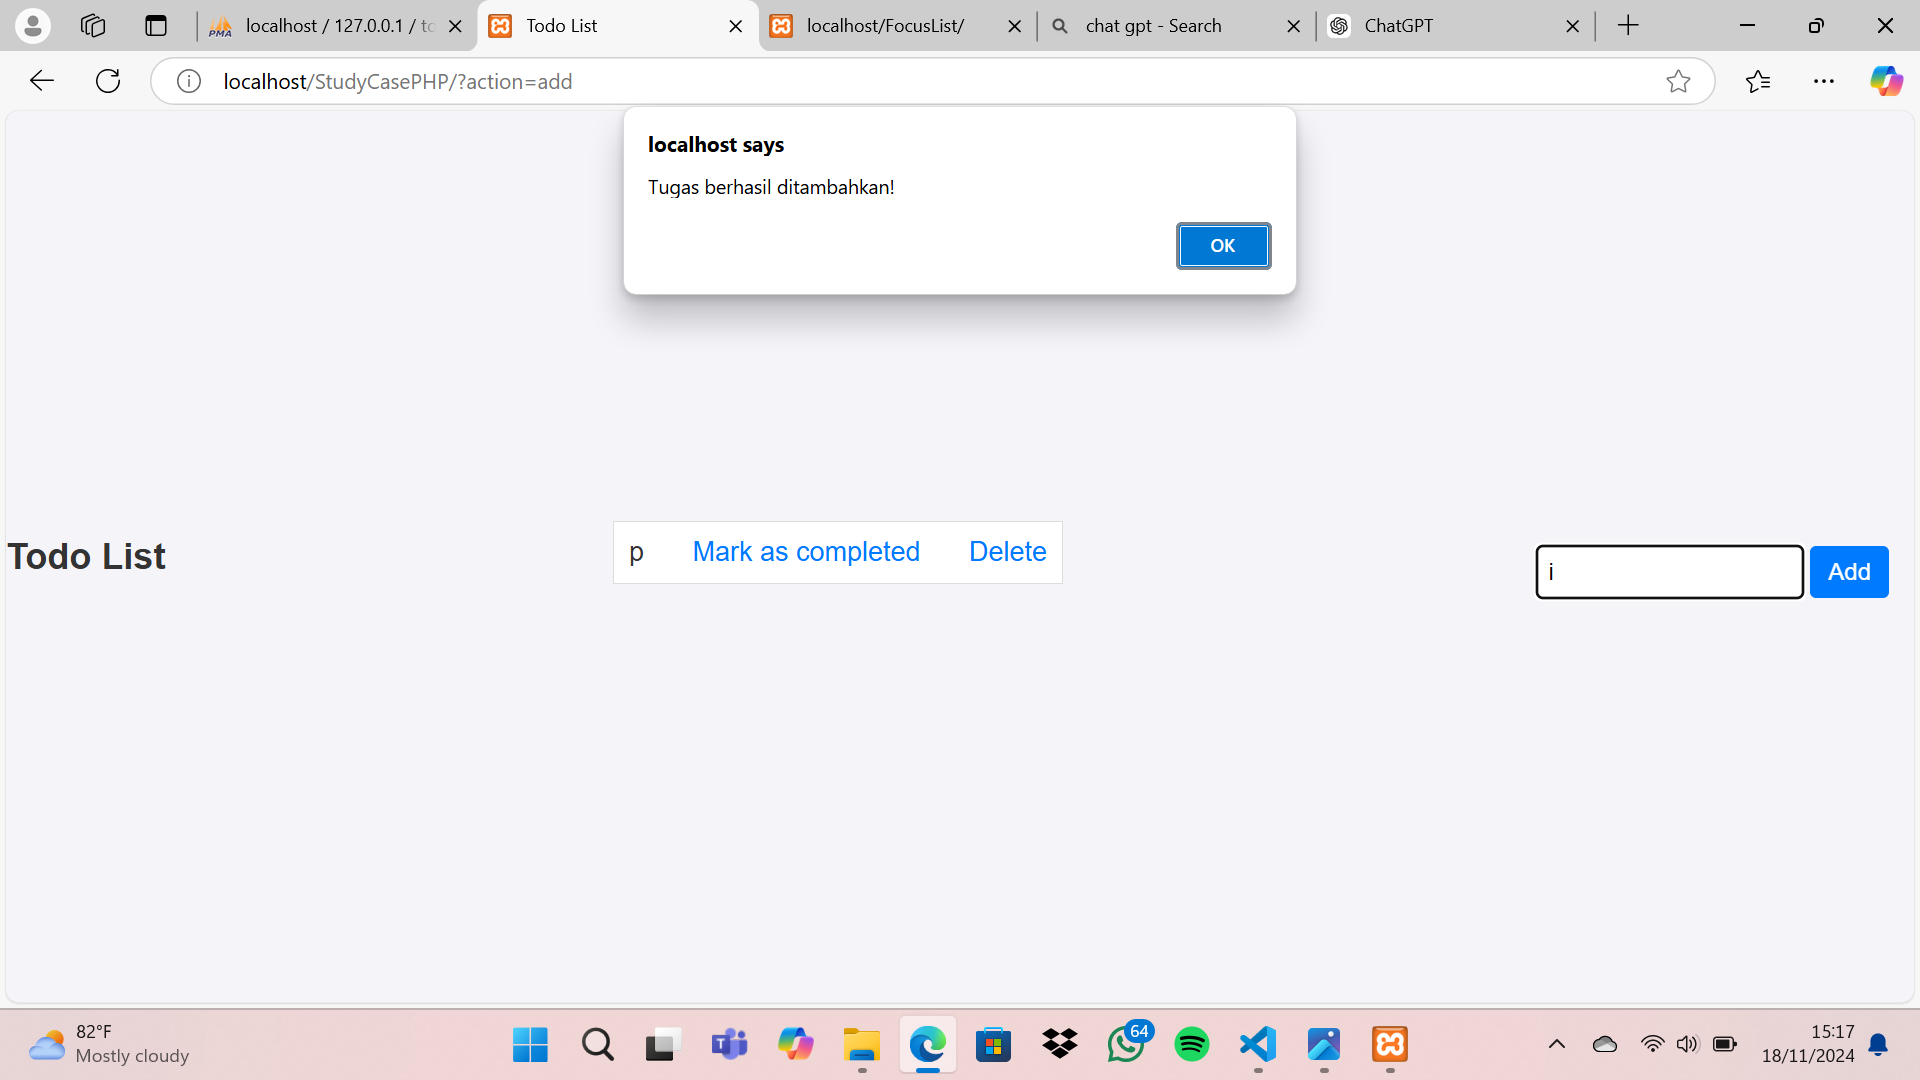 localhost / 127.0.0.1 / to
Todo List
localhost/FocusList/
chat gpt - Search
ChatGPT
localhost/StudyCasePHP/?action=add
localhost says
Tugas berhasil ditambahkan!
OK
Todo List
p Mark as completed Delete
i
Add
82°F
Mostly cloudy
64
15:17
18/11/2024